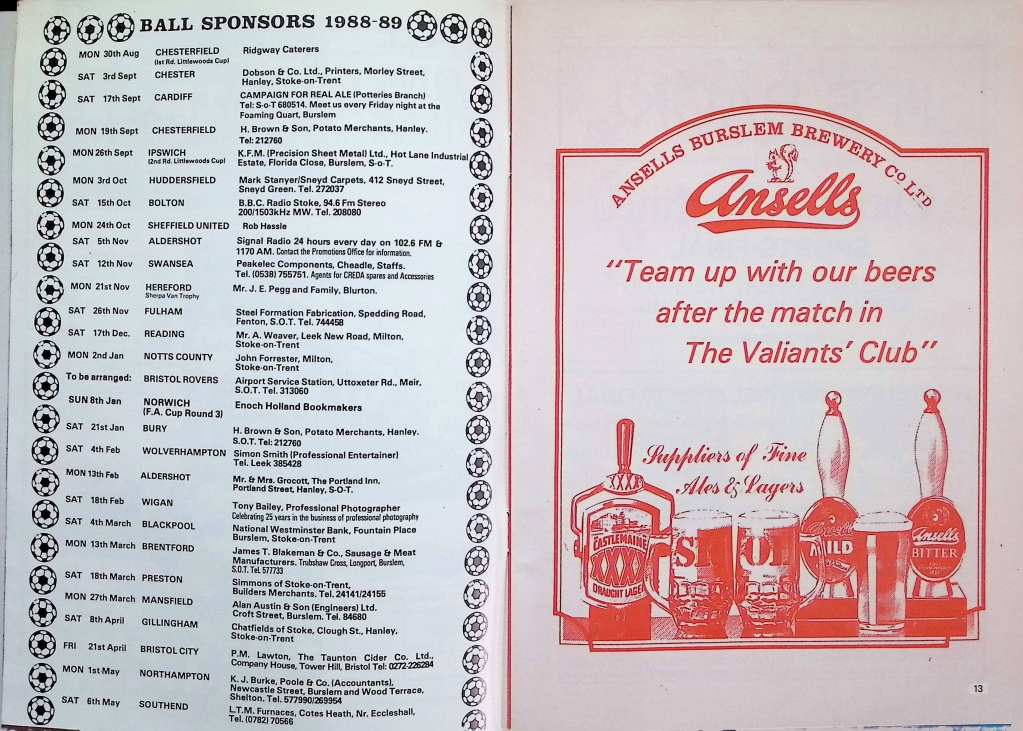 BALL SPONSORS 1988-89
MON 30th Aug CHESTERFIELD Ridgway Caterers
(Ist Rd. Littlewoods Cup)
SAT 3rd Sept CHESTER Dobson & Co. Ltd., Printers, Morley Street,
Hanley, Stoke-on-Trent
SAT 17th Sept CARDIFF CAMPAIGN FOR REAL ALE (Potteries Branch)
Tel: S-o-T 680514. Meet us every Friday night at the
Foaming Quart, Burslem
MON 19th Sept CHESTERFIELD H. Brown & Son, Potato Merchants, Hanley.
Tel: 212760
MON 26th Sept IPSWICH K.F.M. (Precision Sheet Metal) Ltd., Hot Lane Industrial
(2nd Rd. Littlewoods Cup) Estate, Florida Close, Burslem, S-o-T.
MON 3rd Oct HUDDERSFIELD Mark Stanyer/Sneyd Carpets, 412 Sneyd Street,
Sneyd Green. Tel. 272037
SAT 15th Oct BOLTON B.B.C. Radio Stoke, 94.6 Fm Stereo
200/1503kHz MW. Tel. 208080
MON 24th Oct SHEFFIELD UNITED Rob Hassle
SAT 5th Nov ALDERSHOT Signal Radio 24 hours every day on 102.6 FM &
1170 AM. Contact the Promotions Office for information.
SAT 12th Nov SWANSEA Peakelec Components, Cheadle, Staffs.
Tel. (0538) 755751. Agents for CREDA spares and Accessories
MON 21st Nov HEREFORD Mr. J. E. Pegg and Family, Blurton.
Sherpa Van Trophy
SAT 26th Nov FULHAM Steel Formation Fabrication, Spedding Road,
Fenton, S.O.T. Tel. 744458
SAT 17th Dec. READING Mr. A. Weaver, Leek New Road, Milton,
Stoke-on-Trent
MON 2nd Jan NOTTS COUNTY John Forrester, Milton,
Stoke-on-Trent
To be arranged: BRISTOL ROVERS Airport Service Station, Uttoxeter Rd., Meir,
S.O.T. Tel. 313060
SUN 8th Jan NORWICH Enoch Holland Bookmakers
(F.A. Cup Round 3)
SAT 21st Jan BURY H. Brown & Son, Potato Merchants, Hanley.
S.O.T. Tel: 212760
SAT 4th Feb WOLVERHAMPTON Simon Smith (Professional Entertainer)
Tel. Leek 385428
MON 13th Feb ALDERSHOT Mr. & Mrs. Grocott, The Portland Inn,
Portland Street, Hanley, S-O-T.
SAT 18th Feb WIGAN Tony Bailey, Professional Photographer
Celebrating 25 years in the business of professional photography
SAT 4th March BLACKPOOL National Westminster Bank, Fountain Place
Burslem, Stoke-on-Trent
MON 13th March BRENTFORD James T. Blakeman & Co., Sausage & Meat
Manufacturers. Trubshaw Cross, Longport, Burslem,
S.O.T. Tel. 577733
SAT 18th March PRESTON Simmons of Stoke-on-Trent,
Builders Merchants. Tel. 24141/24155
MON 27th March MANSFIELD Alan Austin & Son (Engineers) Ltd.
Croft Street, Burslem. Tel. 84680
SAT 8th April GILLINGHAM Chatfields of Stoke, Clough St., Hanley,
Stoke-on-Trent
FRI 21st April BRISTOL CITY P.M. Lawton, The Taunton Cider Co. Ltd.,
Company House, Tower Hill, Bristol Tel: 0272-226284
MON 1st May NORTHAMPTON K. J. Burke, Poole & Co. (Accountants),
Newcastle Street, Burslem and Wood Terrace,
Shelton. Tel. 577990/269954
SAT 6th May SOUTHEND L.T.M. Furnaces, Cotes Heath, Nr. Eccleshall,
Tel. (0782) 70566
ANSELLS BURSLEM BREWERY CO LTD
Ansells
"Team up with our beers
after the match in
The Valiants' Club"
Suppliers of Fine
Ales & Lagers
XXXX
CASTLEMAINE
XXXX
DRAUGHT LAGER
Ansells
MILD
Ansells
BITTER
13